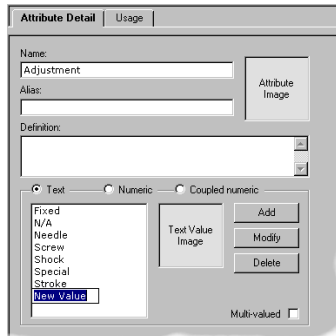 Attribute Detail Usage
Name:
Adjustment
Attribute
Image
Alias:
Definition:
Text Numeric Coupled numeric
Fixed
N/A
Needle
Screw
Shock
Special
Stroke
New Value
Text Value
Image
Add
Modify
Delete
Multi-valued